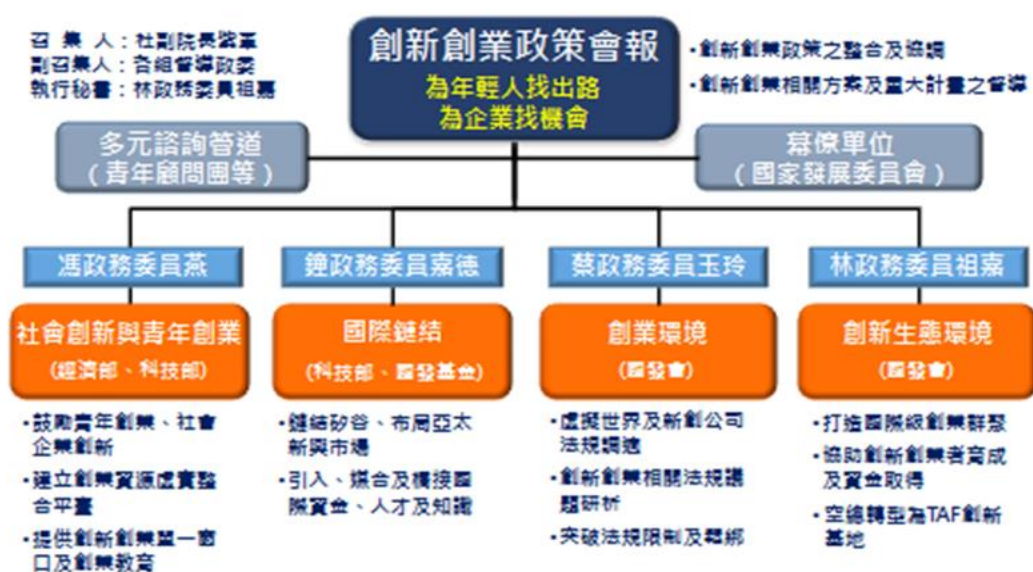 創新創業政策會報
為年輕人找出路
為企業找機會
召 集 人：杜副院長紫軍
副召集人：各組督導政委
執行秘書：林政務委員祖嘉
•創新創業政策之整合及協調
•創新創業相關方案及重大計畫之督導
多元諮詢管道
（青年顧問團等）
幕僚單位
（國家發展委員會）
馮政務委員燕
社會創新與青年創業
(經濟部、科技部)
•鼓勵青年創業、社會
企業創新
•建立創業資源虛實整
合平臺
•提供創新創業單一窗
口及創業教育
鐘政務委員嘉德
國際鏈結
(科技部、國發基金)
•鏈結矽谷、布局亞太
新興市場
•引入、媒合及橋接國
際資金、人才及知識
蔡政務委員玉玲
創業環境
(國發會)
•虛擬世界及新創公司
法規調適
•創新創業相關法規議
題研析
•突破法規限制及鬆綁
林政務委員祖嘉
創新生態環境
(國發會)
•打造國際級創業群聚
•協助創新創業者育成
及資金取得
•空總轉型為TAF創新
基地